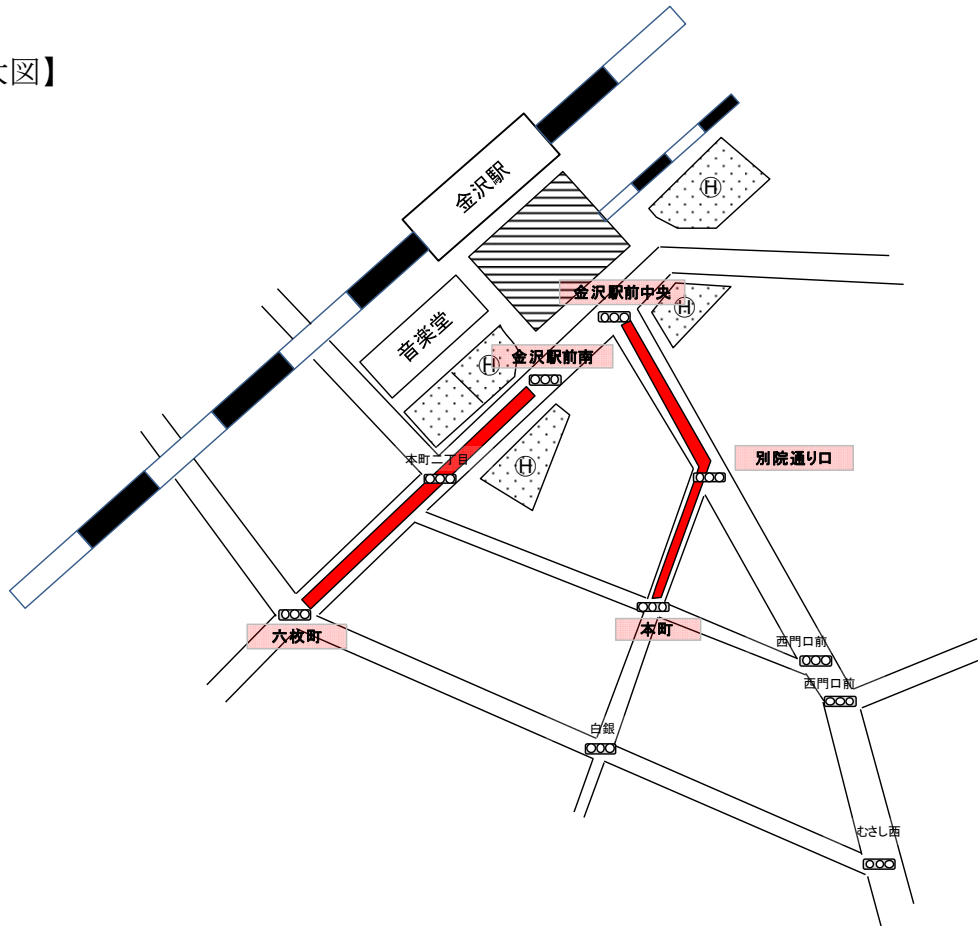 大図】
金沢駅
H
金沢駅前中央
H
音楽堂
H
金沢駅前南
別院通り口
本町二丁目
H
六枚町
本町
西門口前
西門口前
白銀
むさし西